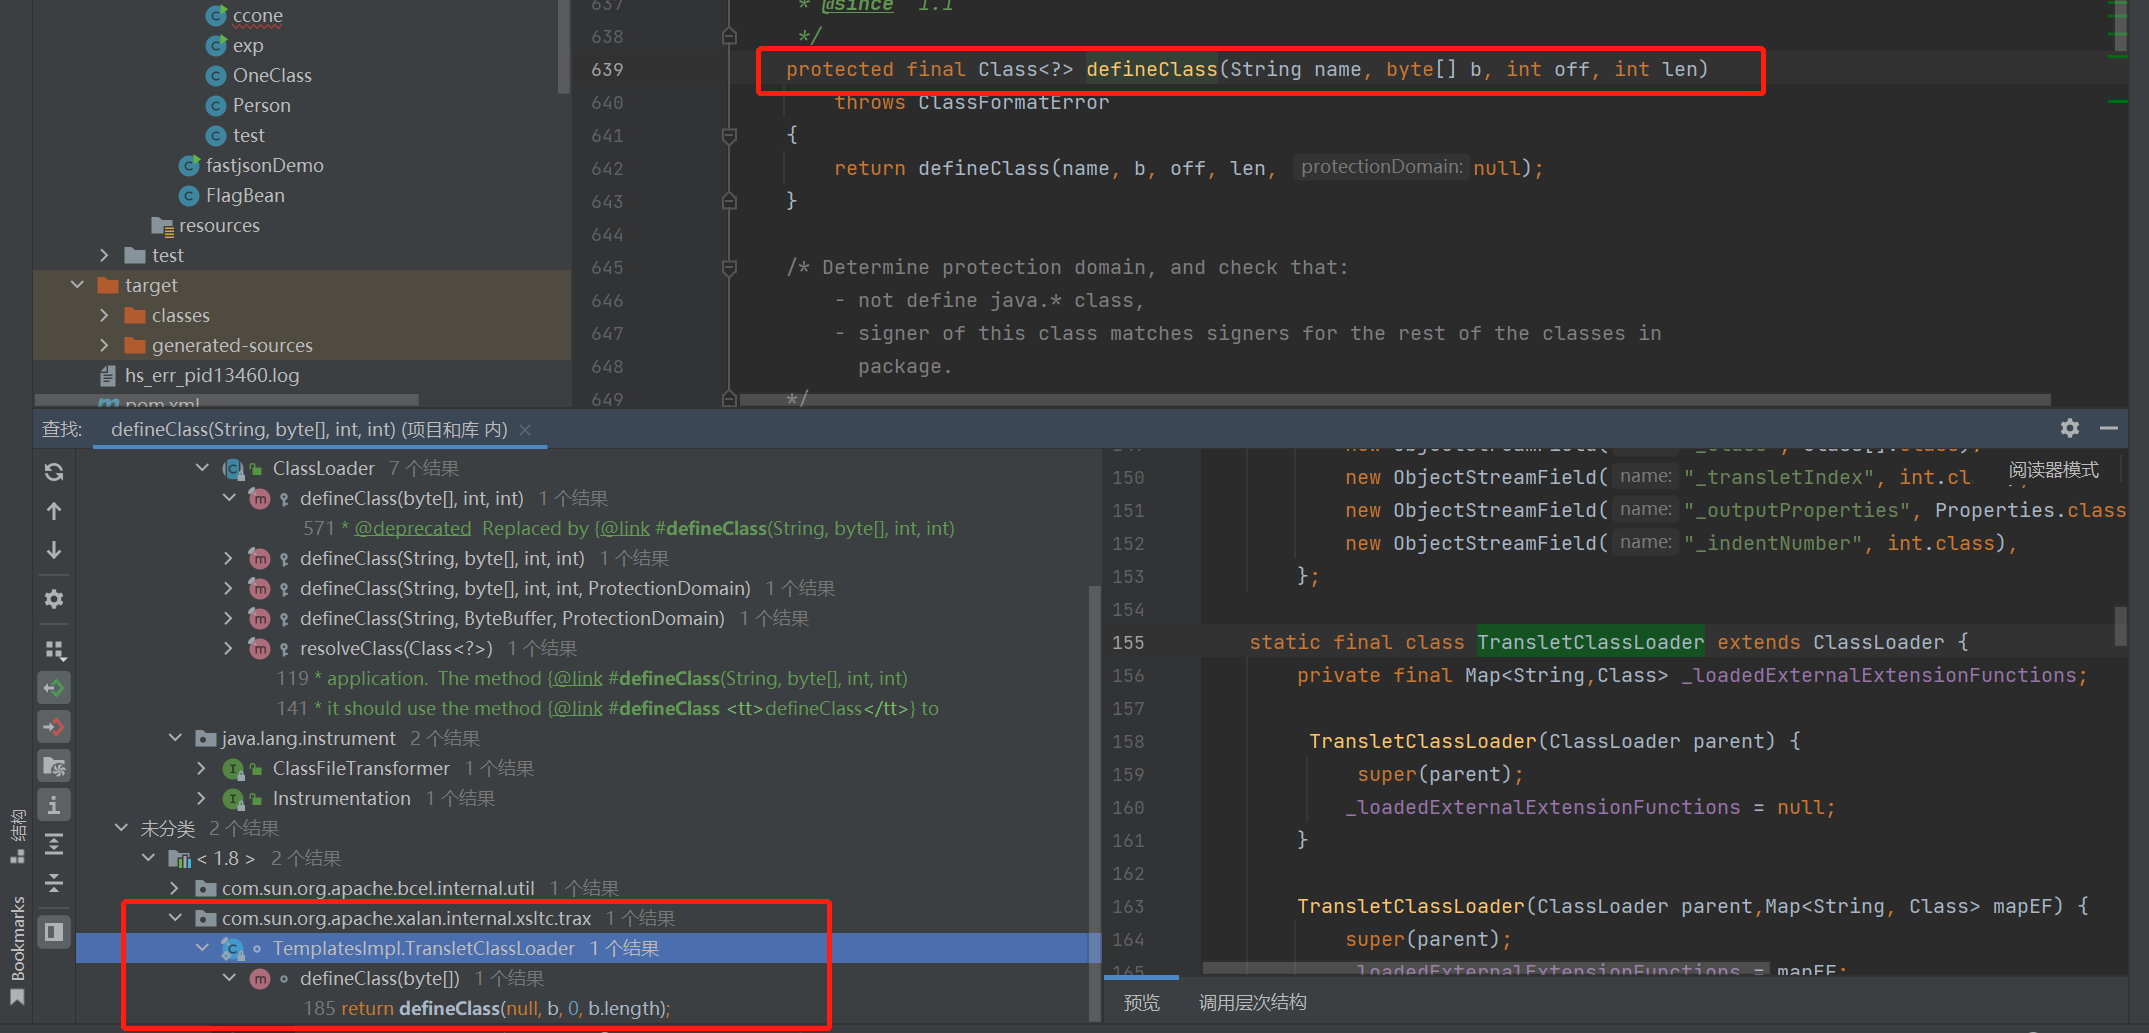 ccone
exp
OneClass
Person
test
fastjsonDemo
FlagBean
resources
test
target
classes
generated-sources
hs_err_pid13460.log
pom.xml
637 * @since 1.1
638 */
639 protected final Class<?> defineClass(String name, byte[] b, int off, int len)
640 throws ClassFormatError
641 {
642 return defineClass(name, b, off, len, protectionDomain: null);
643 }
644
645 /* Determine protection domain, and check that:
646 - not define java.* class,
647 - signer of this class matches signers for the rest of the classes in
648 package.
649 */
查找: defineClass(String, byte[], int, int) (项目和库 内)
ClassLoader 7 个结果
defineClass(byte[], int, int) 1 个结果
571 * @deprecated Replaced by {@link #defineClass(String, byte[], int, int)
defineClass(String, byte[], int, int) 1 个结果
defineClass(String, byte[], int, int, ProtectionDomain) 1 个结果
defineClass(String, ByteBuffer, ProtectionDomain) 1 个结果
resolveClass(Class<?>) 1 个结果
119 * application. The method {@link #defineClass(String, byte[], int, int)
141 * it should use the method {@link #defineClass <tt>defineClass</tt>} to
java.lang.instrument 2 个结果
ClassFileTransformer 1 个结果
Instrumentation 1 个结果
未分类 2 个结果
< 1.8 > 2 个结果
com.sun.org.apache.bcel.internal.util 1 个结果
com.sun.org.apache.xalan.internal.xsltc.trax 1 个结果
TemplatesImpl.TransletClassLoader 1 个结果
defineClass(byte[]) 1 个结果
185 return defineClass(null, b, 0, b.length);
结构
Bookmarks
阅读器模式
150 new ObjectStreamField( name: "_transletIndex", int.cl
151 new ObjectStreamField( name: "_outputProperties", Properties.class
152 new ObjectStreamField( name: "_indentNumber", int.class),
153 };
154
155 static final class TransletClassLoader extends ClassLoader {
156 private final Map<String,Class> _loadedExternalExtensionFunctions;
157
158 TransletClassLoader(ClassLoader parent) {
159 super(parent);
160 _loadedExternalExtensionFunctions = null;
161 }
162
163 TransletClassLoader(ClassLoader parent,Map<String, Class> mapEF) {
164 super(parent);
165 _loadedExternalExtensionFunctions = mapEF;
预览 调用层次结构